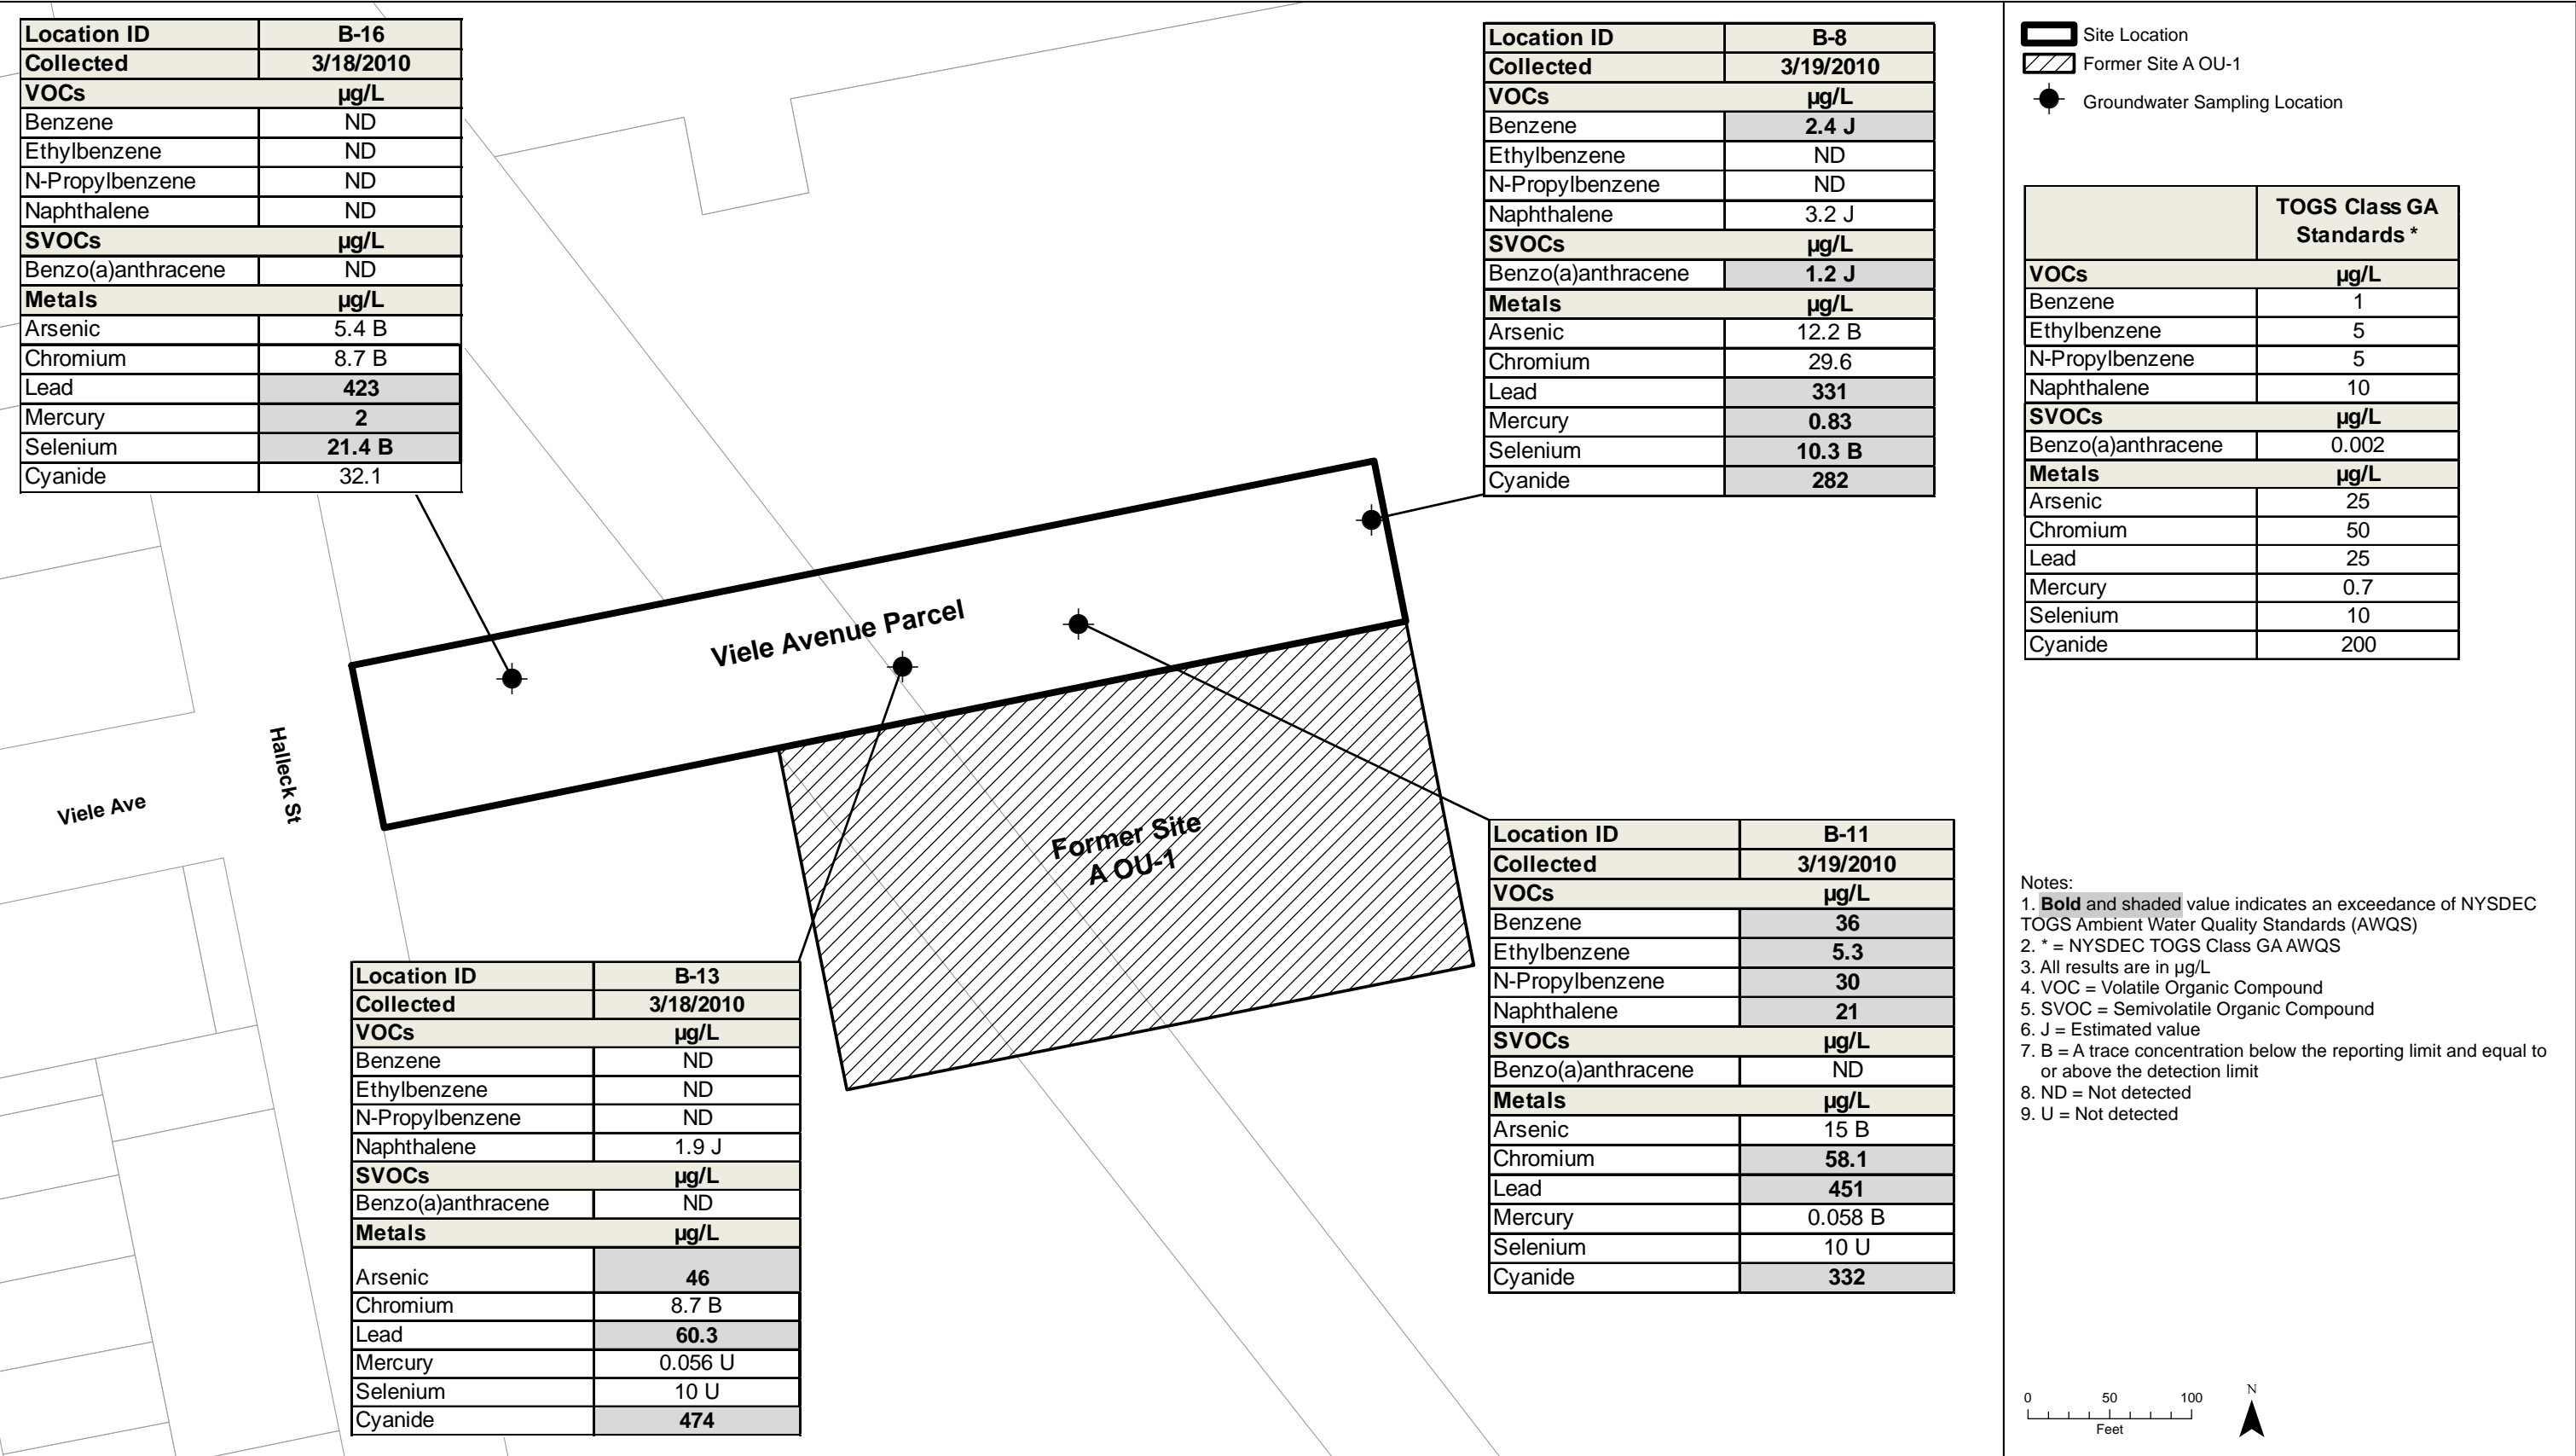 Location ID B-16
Collected 3/18/2010
VOCs µg/L
Benzene ND
Ethylbenzene ND
N-Propylbenzene ND
Naphthalene ND
SVOCs µg/L
Benzo(a)anthracene ND
Metals µg/L
Arsenic 5.4 B
Chromium 8.7 B
Lead 423
Mercury 2
Selenium 21.4 B
Cyanide 32.1
Location ID B-8
Collected 3/19/2010
VOCs µg/L
Benzene 2.4 J
Ethylbenzene ND
N-Propylbenzene ND
Naphthalene 3.2 J
SVOCs µg/L
Benzo(a)anthracene 1.2 J
Metals µg/L
Arsenic 12.2 B
Chromium 29.6
Lead 331
Mercury 0.83
Selenium 10.3 B
Cyanide 282
Viele Avenue Parcel
Halleck St
Viele Ave
Former Site
A OU-1
Location ID B-13
Collected 3/18/2010
VOCs µg/L
Benzene ND
Ethylbenzene ND
N-Propylbenzene ND
Naphthalene 1.9 J
SVOCs µg/L
Benzo(a)anthracene ND
Metals µg/L
Arsenic 46
Chromium 8.7 B
Lead 60.3
Mercury 0.056 U
Selenium 10 U
Cyanide 474
Location ID B-11
Collected 3/19/2010
VOCs µg/L
Benzene 36
Ethylbenzene 5.3
N-Propylbenzene 30
Naphthalene 21
SVOCs µg/L
Benzo(a)anthracene ND
Metals µg/L
Arsenic 15 B
Chromium 58.1
Lead 451
Mercury 0.058 B
Selenium 10 U
Cyanide 332
Site Location
Former Site A OU-1
Groundwater Sampling Location
TOGS Class GA
Standards *
VOCs µg/L
Benzene 1
Ethylbenzene 5
N-Propylbenzene 5
Naphthalene 10
SVOCs µg/L
Benzo(a)anthracene 0.002
Metals µg/L
Arsenic 25
Chromium 50
Lead 25
Mercury 0.7
Selenium 10
Cyanide 200
Notes:
1. Bold and shaded value indicates an exceedance of NYSDEC
TOGS Ambient Water Quality Standards (AWQS)
2. * = NYSDEC TOGS Class GA AWQS
3. All results are in µg/L
4. VOC = Volatile Organic Compound
5. SVOC = Semivolatile Organic Compound
6. J = Estimated value
7. B = A trace concentration below the reporting limit and equal to
or above the detection limit
8. ND = Not detected
9. U = Not detected
0 50 100
Feet
N